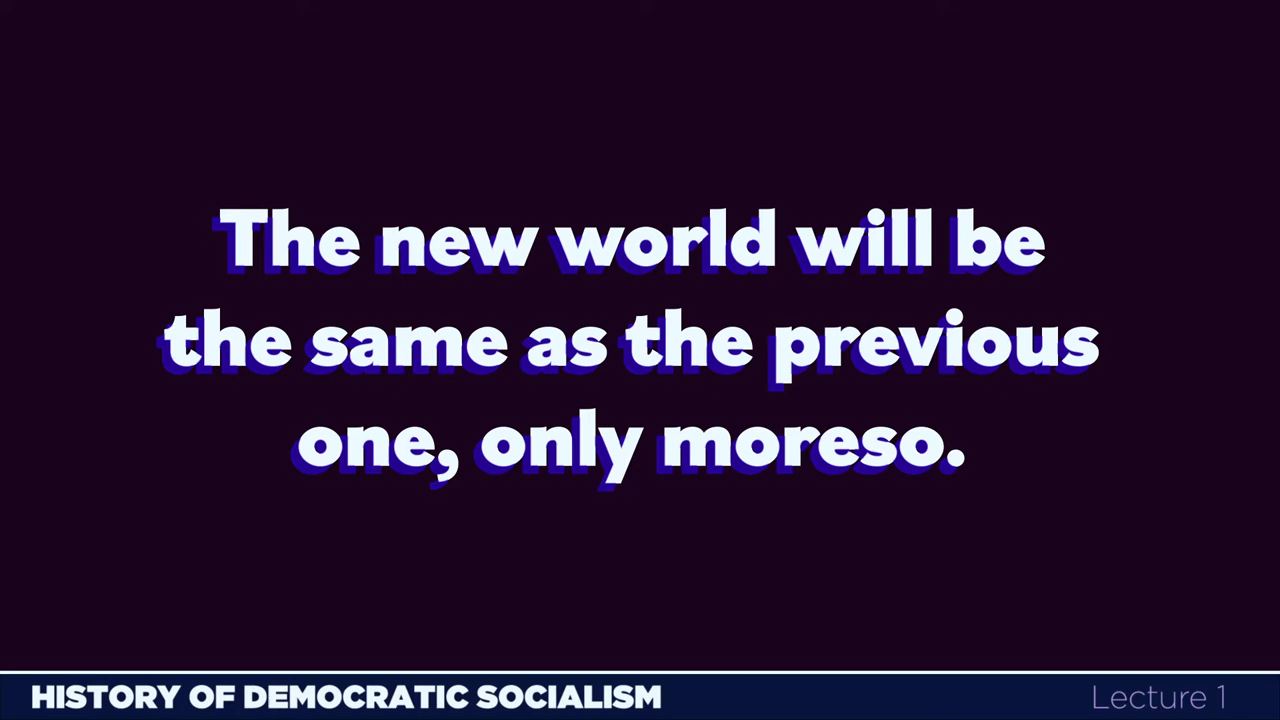 The new world will be
the same as the previous
one, only moreso.
HISTORY OF DEMOCRATIC SOCIALISM
Lecture 1